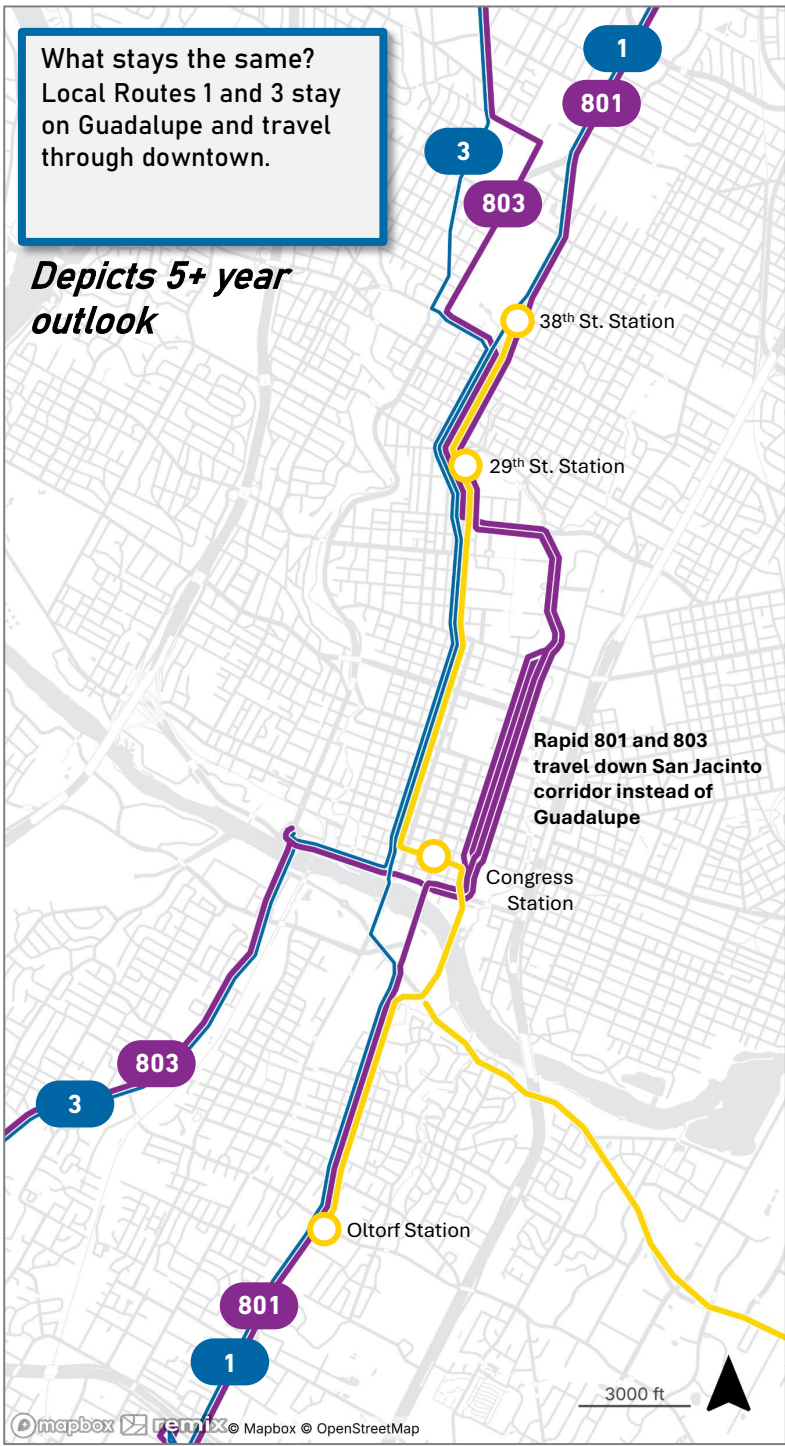 What stays the same?
Local Routes 1 and 3 stay
on Guadalupe and travel
through downtown.
Depicts 5+ year
outlook
1
801
3
803
38th St. Station
29th St. Station
Rapid 801 and 803
travel down San Jacinto
corridor instead of
Guadalupe
Congress
Station
803
3
Oltorf Station
801
1
3000 ft
mapbox remix © Mapbox © OpenStreetMap